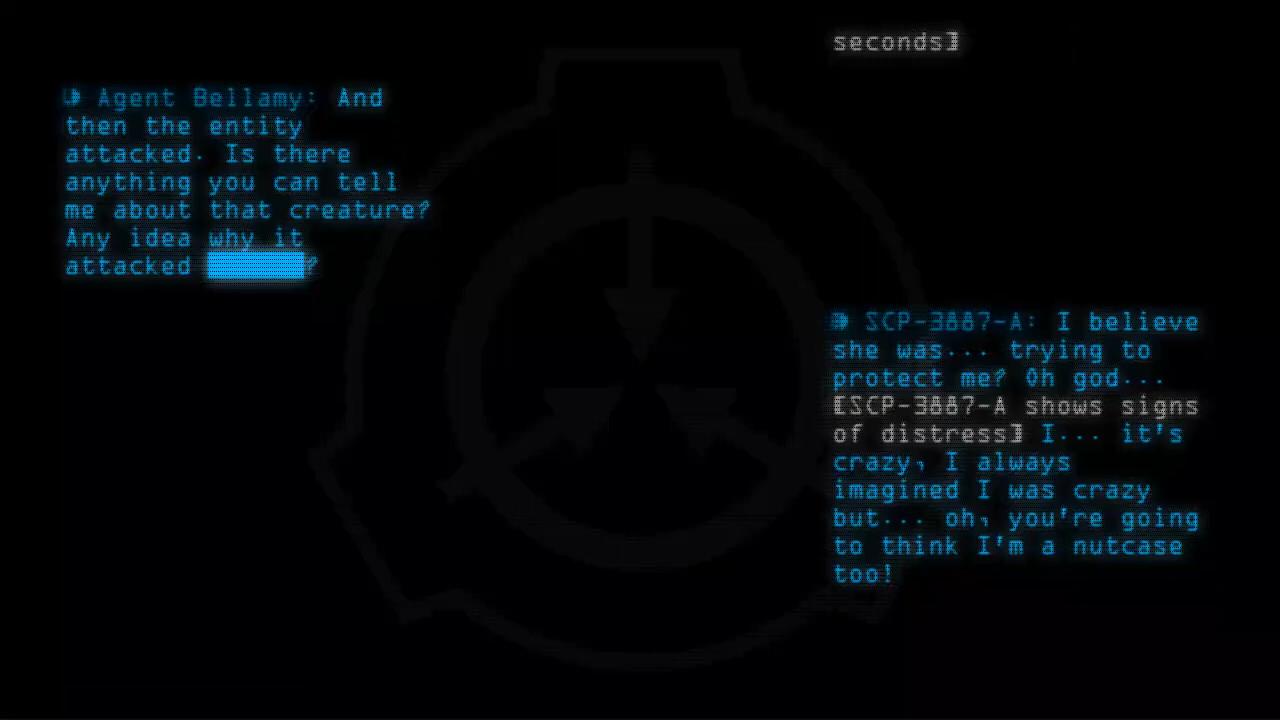 seconds]
Agent Bellamy: And
then the entity
attacked. Is there
anything you can tell
me about that creature?
Any idea why it
attacked ?
SCP-3887-A: I believe
she was... trying to
protect me? Oh god...
[SCP-3887-A shows signs
of distress] I... it's
crazy, I always
imagined I was crazy
but... oh, you're going
to think I'm a nutcase
too!